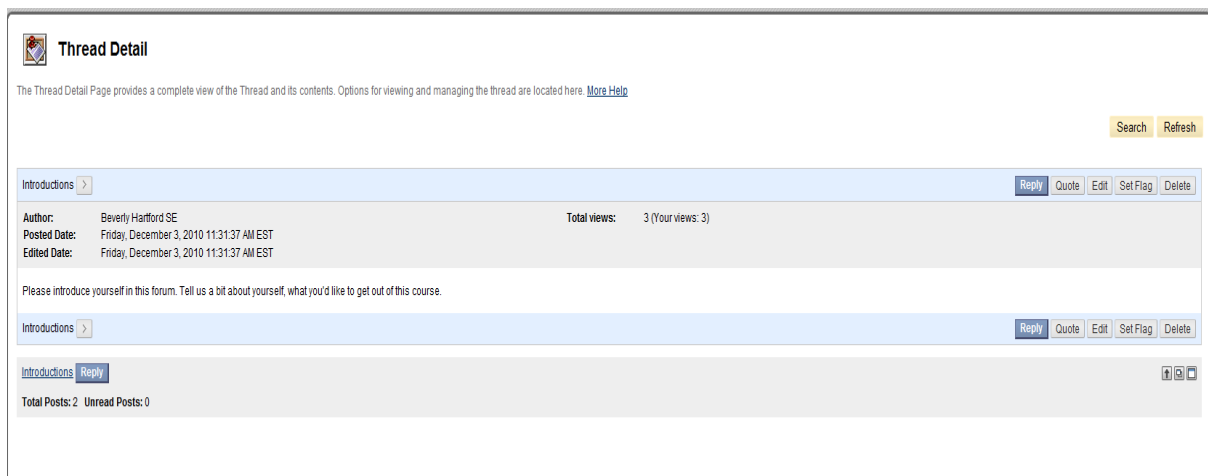 Thread Detail
The Thread Detail Page provides a complete view of the Thread and its contents. Options for viewing and managing the thread are located here. More Help
Search Refresh
Introductions > Reply Quote Edit Set Flag Delete
Author: Beverly Hartford SE Total views: 3 (Your views: 3)
Posted Date: Friday, December 3, 2010 11:31:37 AM EST
Edited Date: Friday, December 3, 2010 11:31:37 AM EST
Please introduce yourself in this forum. Tell us a bit about yourself, what you'd like to get out of this course.
Introductions > Reply Quote Edit Set Flag Delete
Introductions Reply
Total Posts: 2 Unread Posts: 0